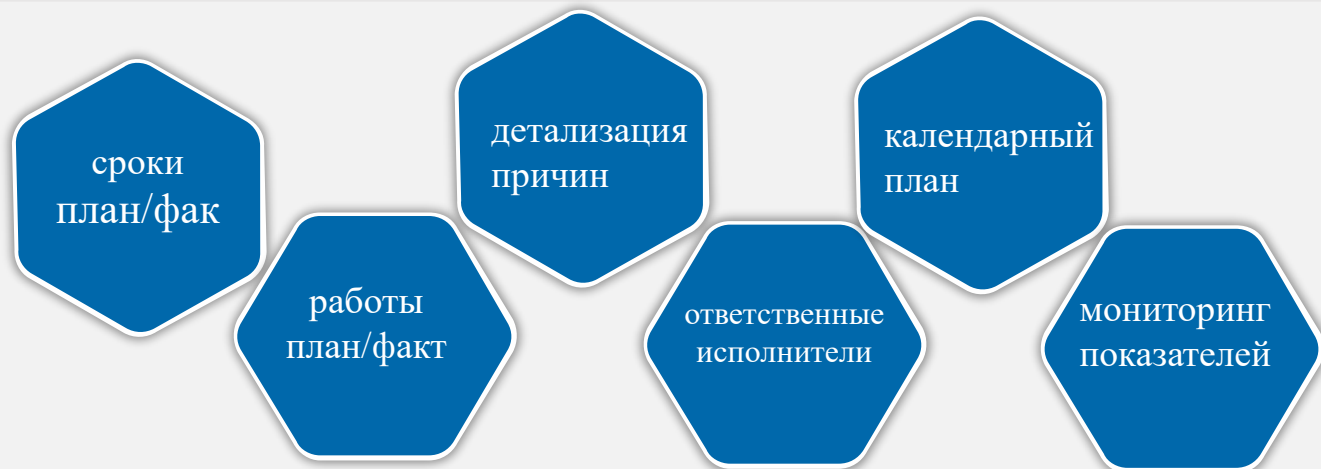 сроки
план/фак
работы
план/факт
детализация
причин
ответственные
исполнители
календарный
план
мониторинг
показателей